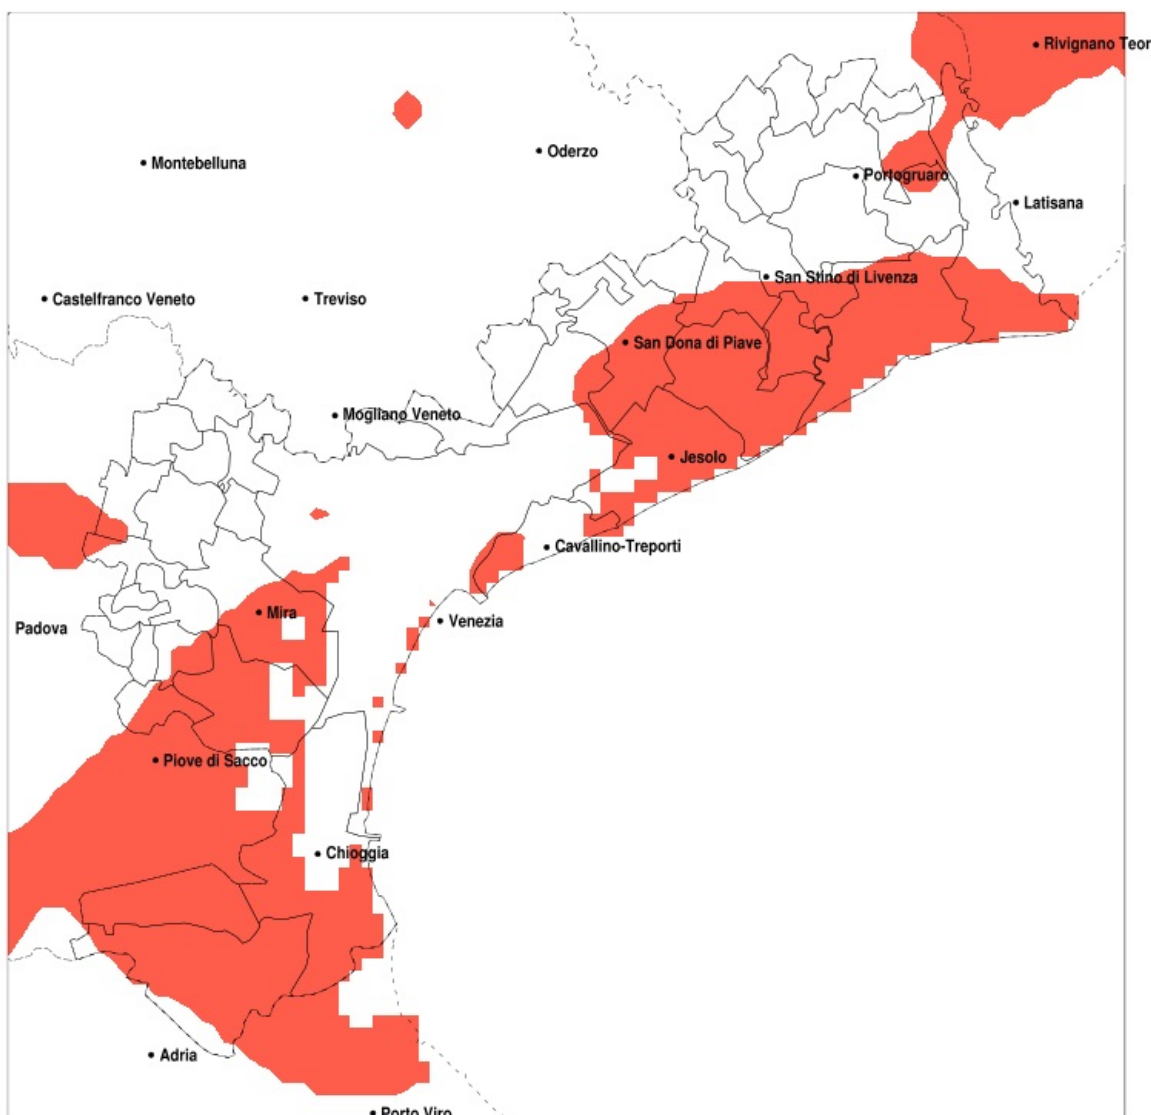 Rivignano Teor
Montebelluna
Oderzo
Portogruaro
Latisana
San Stino di Livenza
Castelfranco Veneto
Treviso
San Dona di Piave
Mogliano Veneto
Jesolo
Cavallino-Treporti
Mira
Venezia
Padova
Piove di Sacco
Chioggia
Adria
Porto Viro